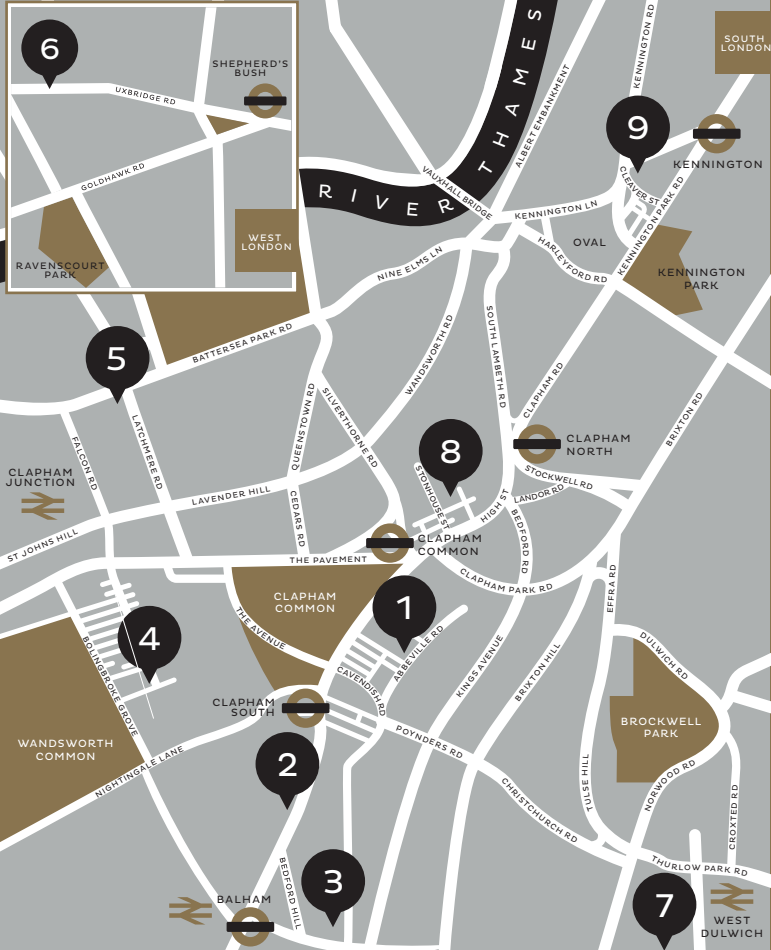 6
SHEPHERD'S
BUSH
UXBRIDGE RD
GOLDHAWK RD
RAVENSCOURT
PARK
WEST
LONDON
RIVER THAMES
ALBERT EMBANKMENT
KENNINGTON RD
SOUTH
LONDON
9
KENNINGTON
VAUXHALL BRIDGE
CLEAVER ST
KENNINGTON PARK RD
KENNINGTON LN
OVAL
HARLEYFORD RD
KENNINGTON
PARK
NINE ELMS LN
BATTERSEA PARK RD
5
WANDSWORTH RD
SOUTH LAMBETH RD
CLAPHAM RD
BRIXTON RD
QUEENSTOWN RD
SILVERTHORNE RD
FALCON RD
LATCHMERE RD
8
CLAPHAM
NORTH
CLAPHAM
JUNCTION
STONHOUSE ST
STOCKWELL RD
LANDOR RD
LAVENDER HILL
CEDARS RD
HIGH ST
BEDFORD RD
ST JOHNS HILL
CLAPHAM
COMMON
THE PAVEMENT
CLAPHAM PARK RD
EFFRA RD
CLAPHAM
COMMON
1
THE AVENUE
4
BOLINGBROKE GROVE
ABBEVILLE RD
KINGS AVENUE
BRIXTON HILL
DULWICH RD
CAVENDISH RD
CLAPHAM
SOUTH
POYNDERS RD
BROCKWELL
PARK
WANDSWORTH
COMMON
NIGHTINGALE LANE
2
CHRISTCHURCH RD
TULSE HILL
NORWOOD RD
CROXTED RD
BEDFORD HILL
3
THURLOW PARK RD
BALHAM
7
WEST
DULWICH